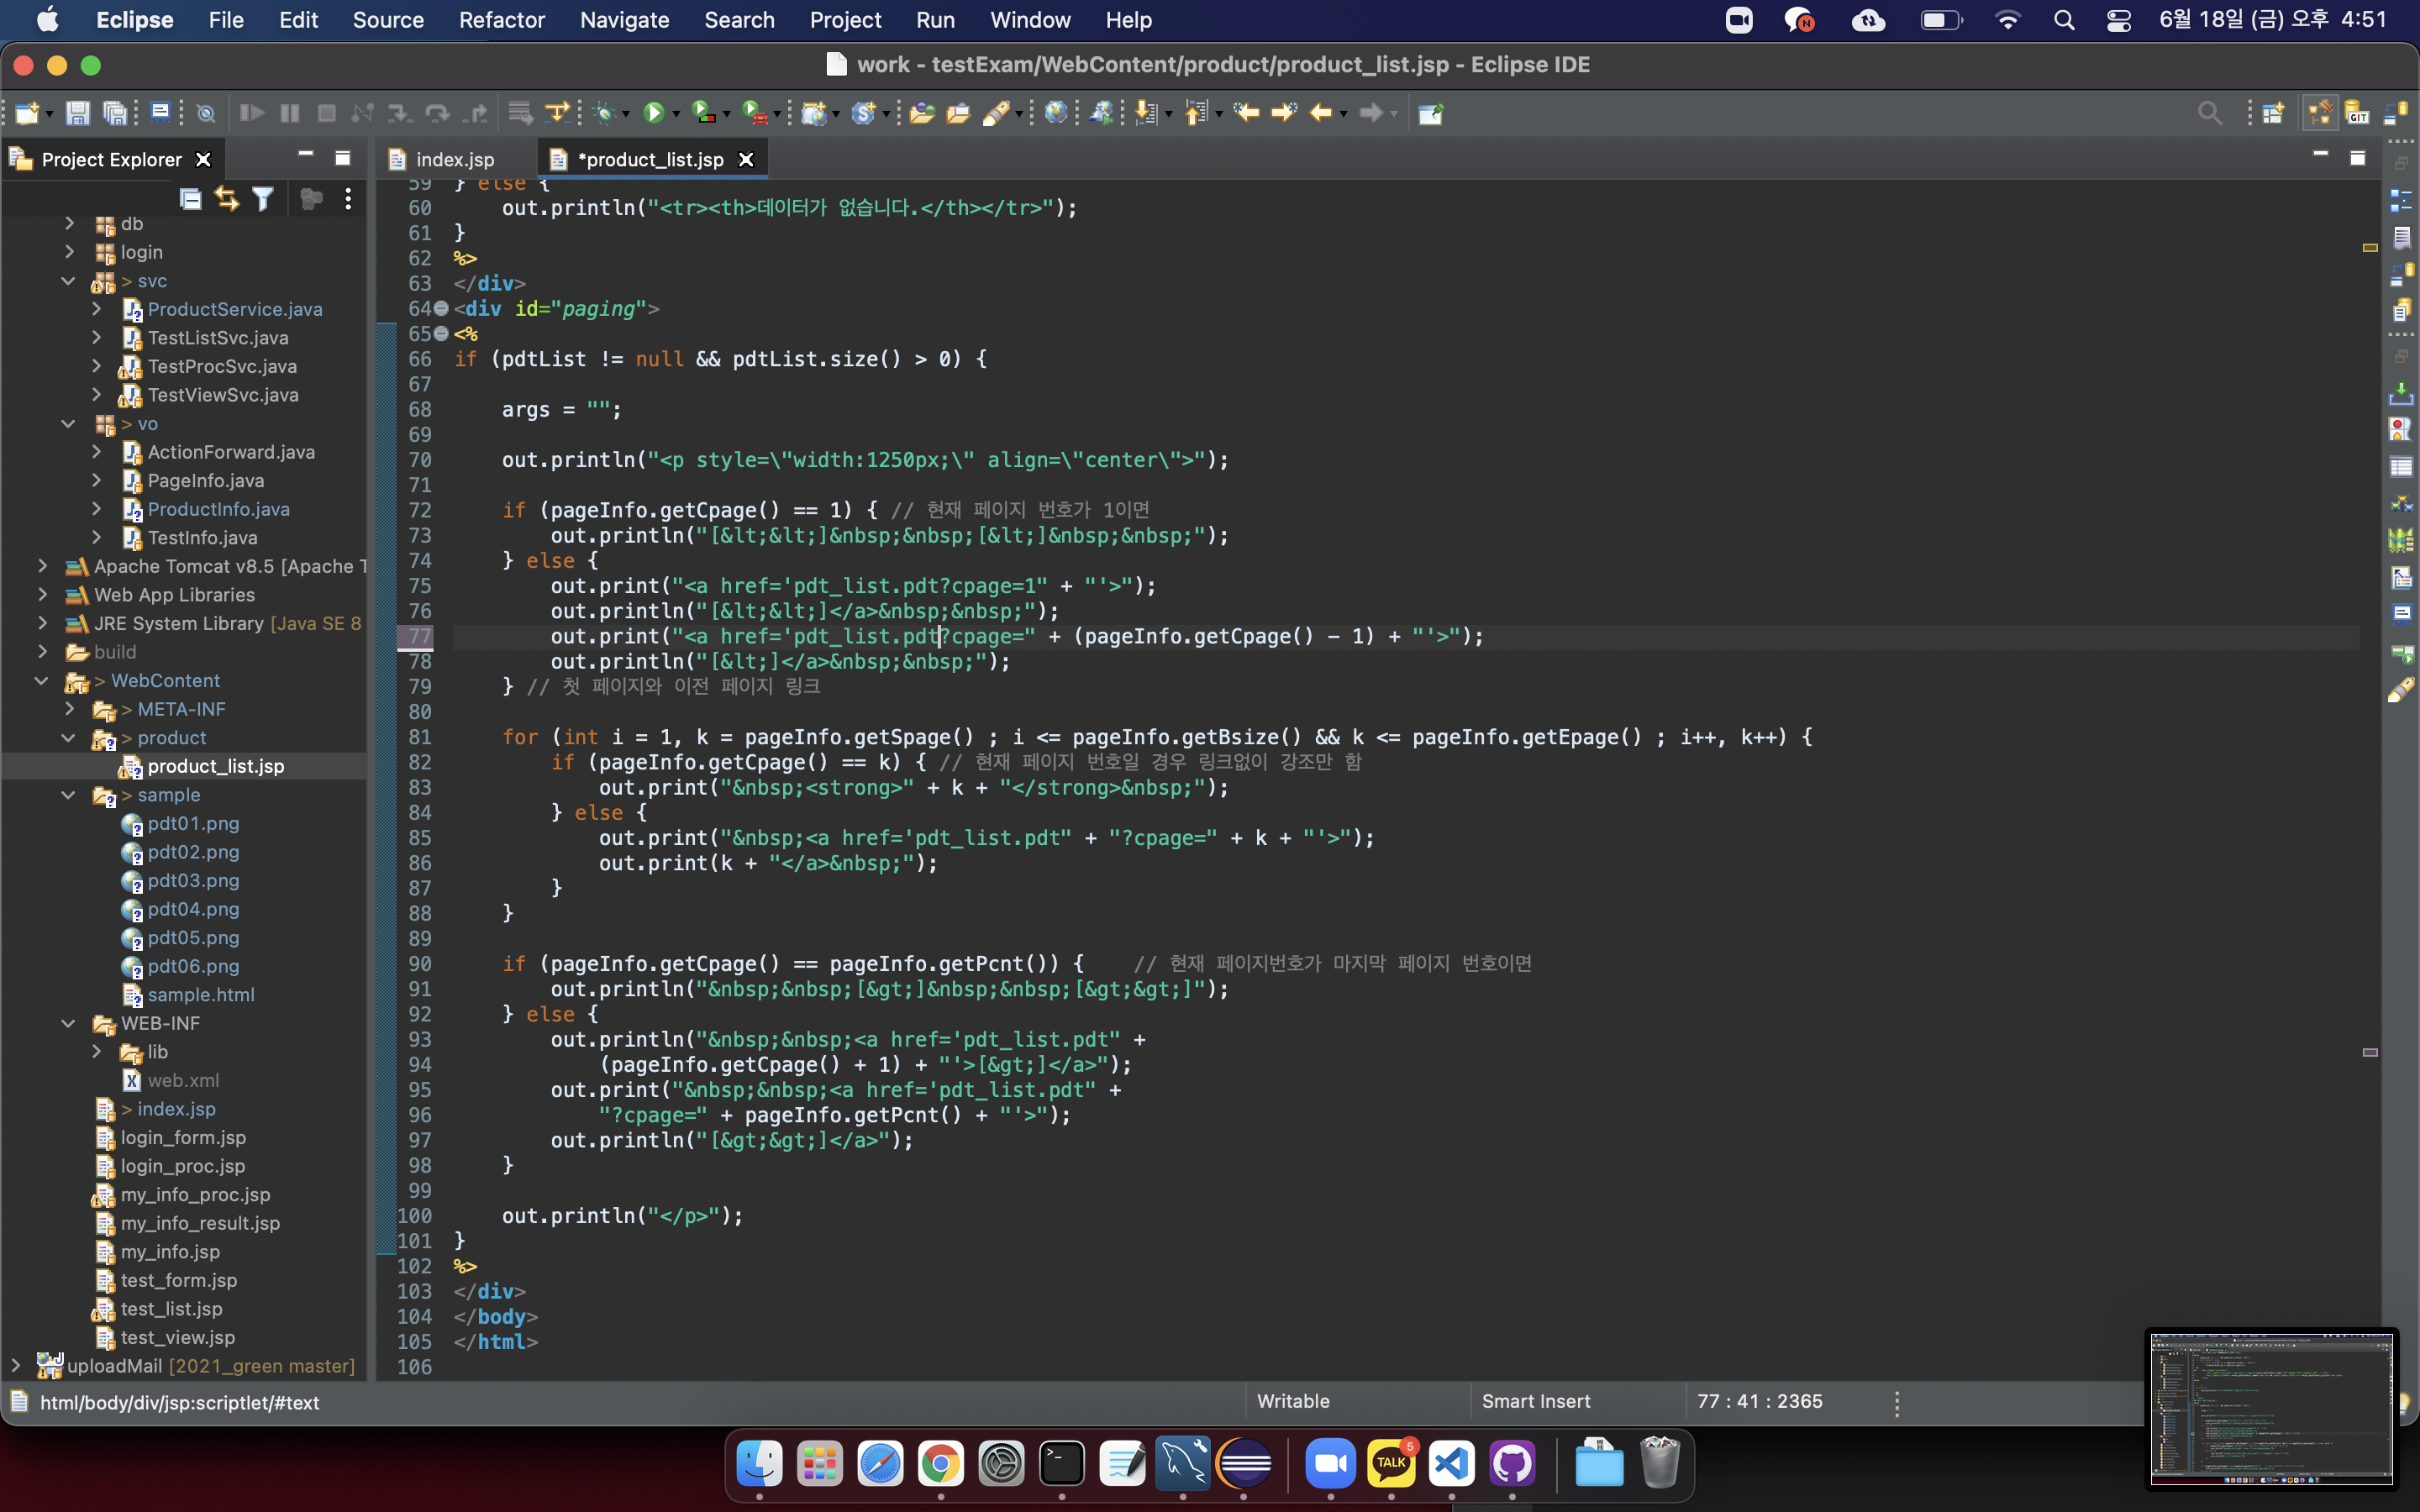 Eclipse File Edit Source Refactor Navigate Search Project Run Window Help 6월 18일 (금) 오후 4:51
work - testExam/WebContent/product/product_list.jsp - Eclipse IDE
Project Explorer
index.jsp
*product_list.jsp
db
login
> svc
ProductService.java
TestListSvc.java
TestProcSvc.java
TestViewSvc.java
> vo
ActionForward.java
PageInfo.java
ProductInfo.java
TestInfo.java
Apache Tomcat v8.5 [Apache T
Web App Libraries
JRE System Library [Java SE 8
build
> WebContent
> META-INF
> product
product_list.jsp
> sample
pdt01.png
pdt02.png
pdt03.png
pdt04.png
pdt05.png
pdt06.png
sample.html
WEB-INF
lib
web.xml
> index.jsp
login_form.jsp
login_proc.jsp
my_info_proc.jsp
my_info_result.jsp
my_info.jsp
test_form.jsp
test_list.jsp
test_view.jsp
uploadMail [2021_green master]
59 } else {
60 out.println("<tr><th>데이터가 없습니다.</th></tr>");
61 }
62 %>
63 </div>
64 <div id="paging">
65 <%
66 if (pdtList != null && pdtList.size() > 0) {
67
68 args = "";
69
70 out.println("<p style=\"width:1250px;\" align=\"center\">");
71
72 if (pageInfo.getCpage() == 1) { // 현재 페이지 번호가 1이면
73 out.println("[&lt;&lt;]&nbsp;&nbsp;[&lt;]&nbsp;&nbsp;");
74 } else {
75 out.print("<a href='pdt_list.pdt?cpage=1" + "'>");
76 out.println("[&lt;&lt;]</a>&nbsp;&nbsp;");
77 out.print("<a href='pdt_list.pdt?cpage=" + (pageInfo.getCpage() - 1) + "'>");
78 out.println("[&lt;]</a>&nbsp;&nbsp;");
79 } // 첫 페이지와 이전 페이지 링크
80
81 for (int i = 1, k = pageInfo.getSpage() ; i <= pageInfo.getBsize() && k <= pageInfo.getEpage() ; i++, k++) {
82 if (pageInfo.getCpage() == k) { // 현재 페이지 번호일 경우 링크없이 강조만 함
83 out.print("&nbsp;<strong>" + k + "</strong>&nbsp;");
84 } else {
85 out.print("&nbsp;<a href='pdt_list.pdt" + "?cpage=" + k + "'>");
86 out.print(k + "</a>&nbsp;");
87 }
88 }
89
90 if (pageInfo.getCpage() == pageInfo.getPcnt()) { // 현재 페이지번호가 마지막 페이지 번호이면
91 out.println("&nbsp;&nbsp;[&gt;]&nbsp;&nbsp;[&gt;&gt;]");
92 } else {
93 out.println("&nbsp;&nbsp;<a href='pdt_list.pdt" +
94 (pageInfo.getCpage() + 1) + "'>[&gt;]</a>");
95 out.print("&nbsp;&nbsp;<a href='pdt_list.pdt" +
96 "?cpage=" + pageInfo.getPcnt() + "'>");
97 out.println("[&gt;&gt;]</a>");
98 }
99
100 out.println("</p>");
101 }
102 %>
103 </div>
104 </body>
105 </html>
106
html/body/div/jsp:scriptlet/#text
Writable
Smart Insert
77 : 41 : 2365
TALK
5